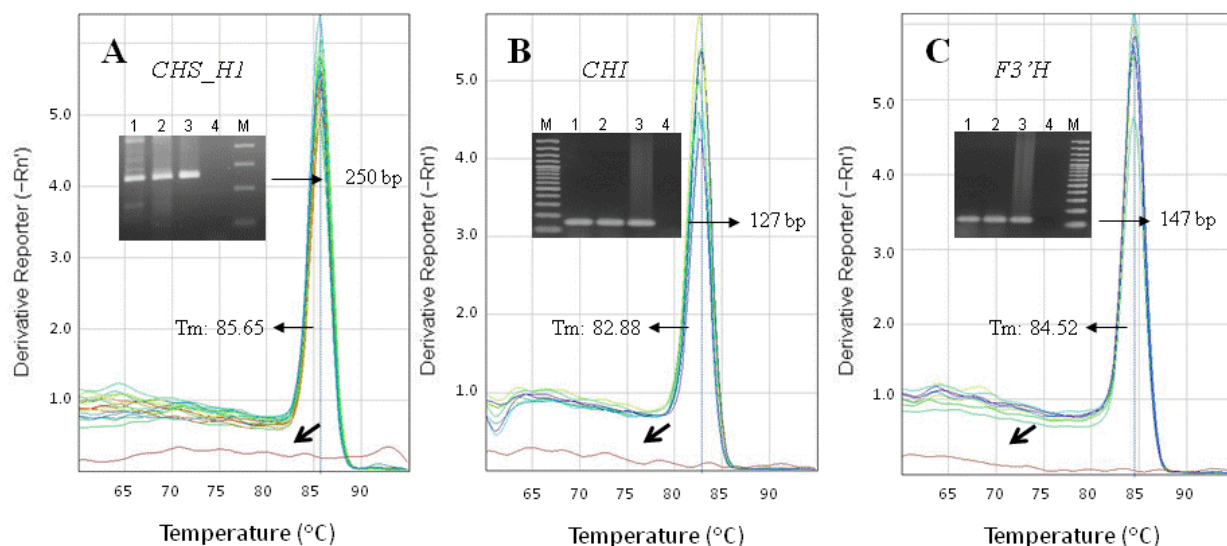 A
CHS_H1
1 2 3 4 M
250 bp
Tm: 85.65
Derivative Reporter (−Rn')
5.0
4.0
3.0
2.0
1.0
65 70 75 80 85 90
Temperature (°C)
B
CHI
M 1 2 3 4
127 bp
Tm: 82.88
Derivative Reporter (−Rn')
5.0
4.0
3.0
2.0
1.0
65 70 75 80 85 90
Temperature (°C)
C
F3’H
1 2 3 4 M
147 bp
Tm: 84.52
Derivative Reporter (−Rn')
5.0
4.0
3.0
2.0
1.0
65 70 75 80 85 90
Temperature (°C)